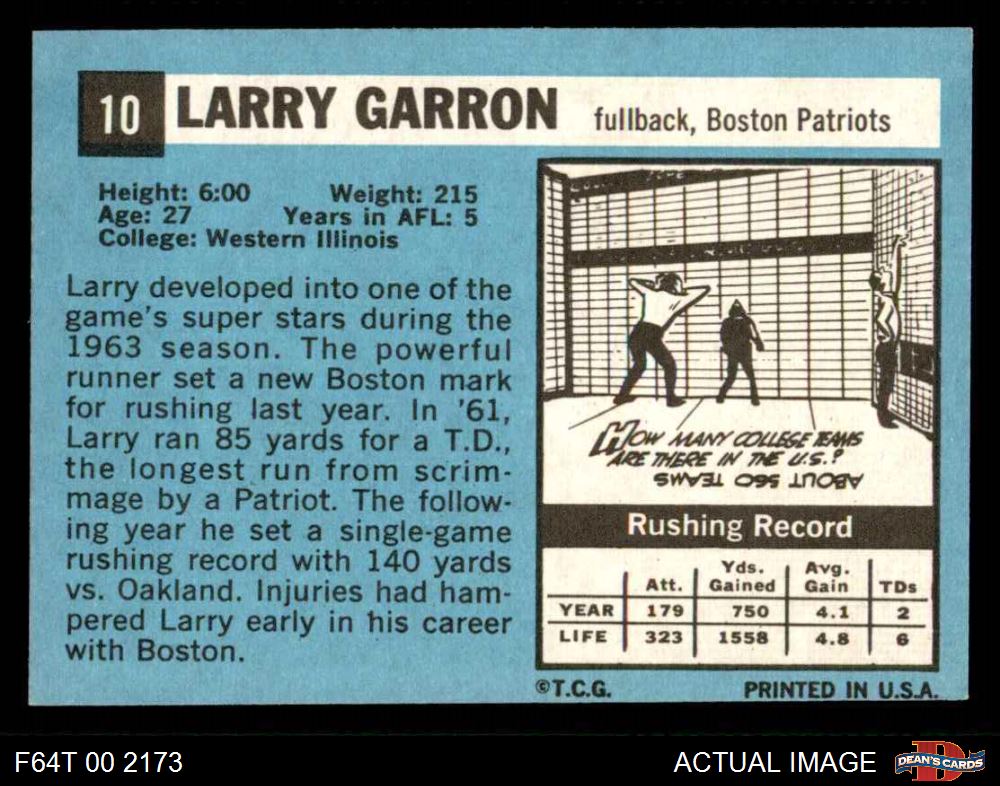 10 LARRY GARRON fullback, Boston Patriots
Height: 6:00 Weight: 215
Age: 27 Years in AFL: 5
College: Western Illinois
Larry developed into one of the
game's super stars during the
1963 season. The powerful
runner set a new Boston mark
for rushing last year. In '61,
Larry ran 85 yards for a T.D.,
the longest run from scrim-
mage by a Patriot. The follow-
ing year he set a single-game
rushing record with 140 yards
vs. Oakland. Injuries had ham-
pered Larry early in his career
with Boston.
HOW MANY COLLEGE TEAMS
ARE THERE IN THE U.S.?
ABOUT 560 TEAMS
Rushing Record
Att. Yds. Gained Avg. Gain TDs
YEAR 179 750 4.1 2
LIFE 323 1558 4.8 6
©T.C.G. PRINTED IN U.S.A.
F64T 00 2173 ACTUAL IMAGE DEAN'S CARDS